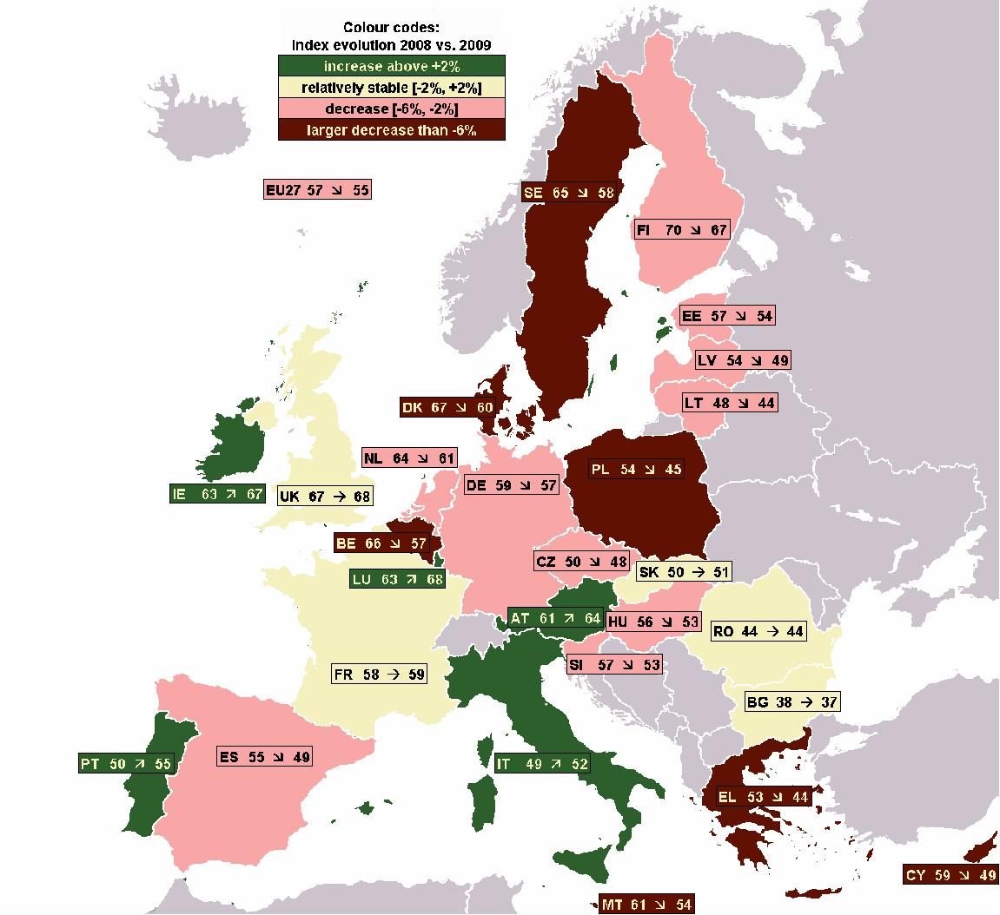 Colour codes:
Index evolution 2008 vs. 2009
increase above +2%
relatively stable [-2%, +2%]
decrease [-6%, -2%]
larger decrease than -6%
EU27 57 ↘ 55
SE 65 ↘ 58
FI 70 ↘ 67
EE 57 ↘ 54
LV 54 ↘ 49
LT 48 ↘ 44
DK 67 ↘ 60
NL 64 ↘ 61
PL 54 ↘ 45
DE 59 ↘ 57
IE 63 ↗ 67
UK 67 → 68
BE 66 ↘ 57
CZ 50 ↘ 48
SK 50 → 51
LU 63 ↗ 68
AT 61 ↗ 64
HU 56 ↘ 53
RO 44 → 44
SI 57 ↘ 53
FR 58 → 59
BG 38 → 37
ES 55 ↘ 49
PT 50 ↗ 55
IT 49 ↗ 52
EL 53 ↘ 44
CY 59 ↘ 49
MT 61 ↘ 54